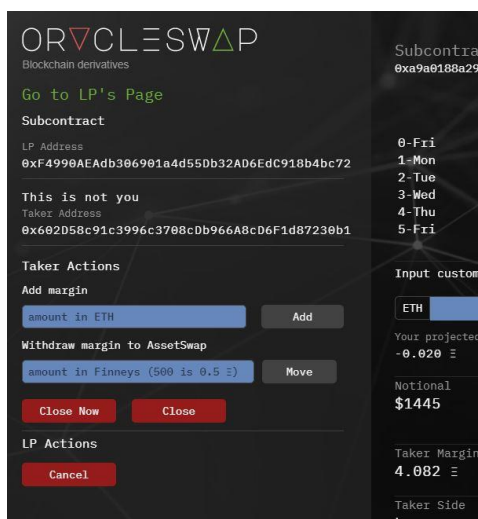 ORACLESWAP
Blockchain derivatives
Go to LP's Page
Subcontract
LP Address
0xF4990AEAdb306901a4d55Db32AD6EdC918b4bc72
This is not you
Taker Address
0x602D58c91c3996c3708cDb966A8cD6F1d87230b1
Taker Actions
Add margin
amount in ETH
Add
Withdraw margin to AssetSwap
amount in Finneys (500 is 0.5 Ξ)
Move
Close Now
Close
LP Actions
Cancel
Subcontra
0xa9a0188a29
0-Fri
1-Mon
2-Tue
3-Wed
4-Thu
5-Fri
Input custom
ETH
Your projected
-0.020 Ξ
Notional
$1445
Taker Margin
4.082 Ξ
Taker Side